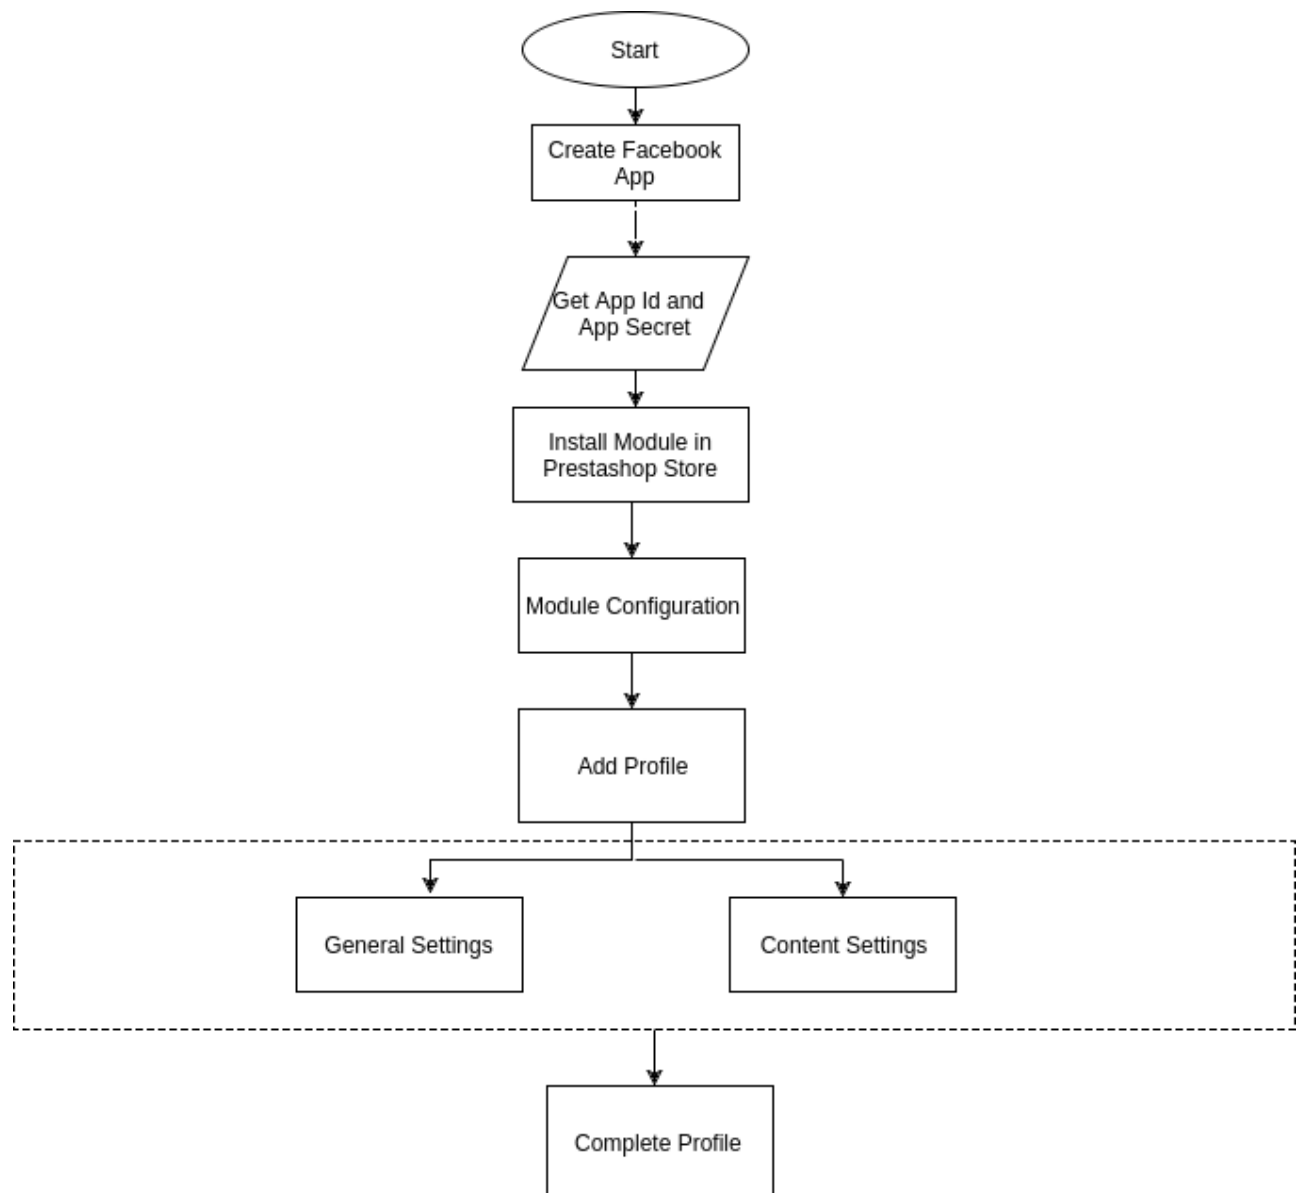 Start
Create Facebook
App
Get App Id and
App Secret
Install Module in
Prestashop Store
Module Configuration
Add Profile
General Settings
Content Settings
Complete Profile